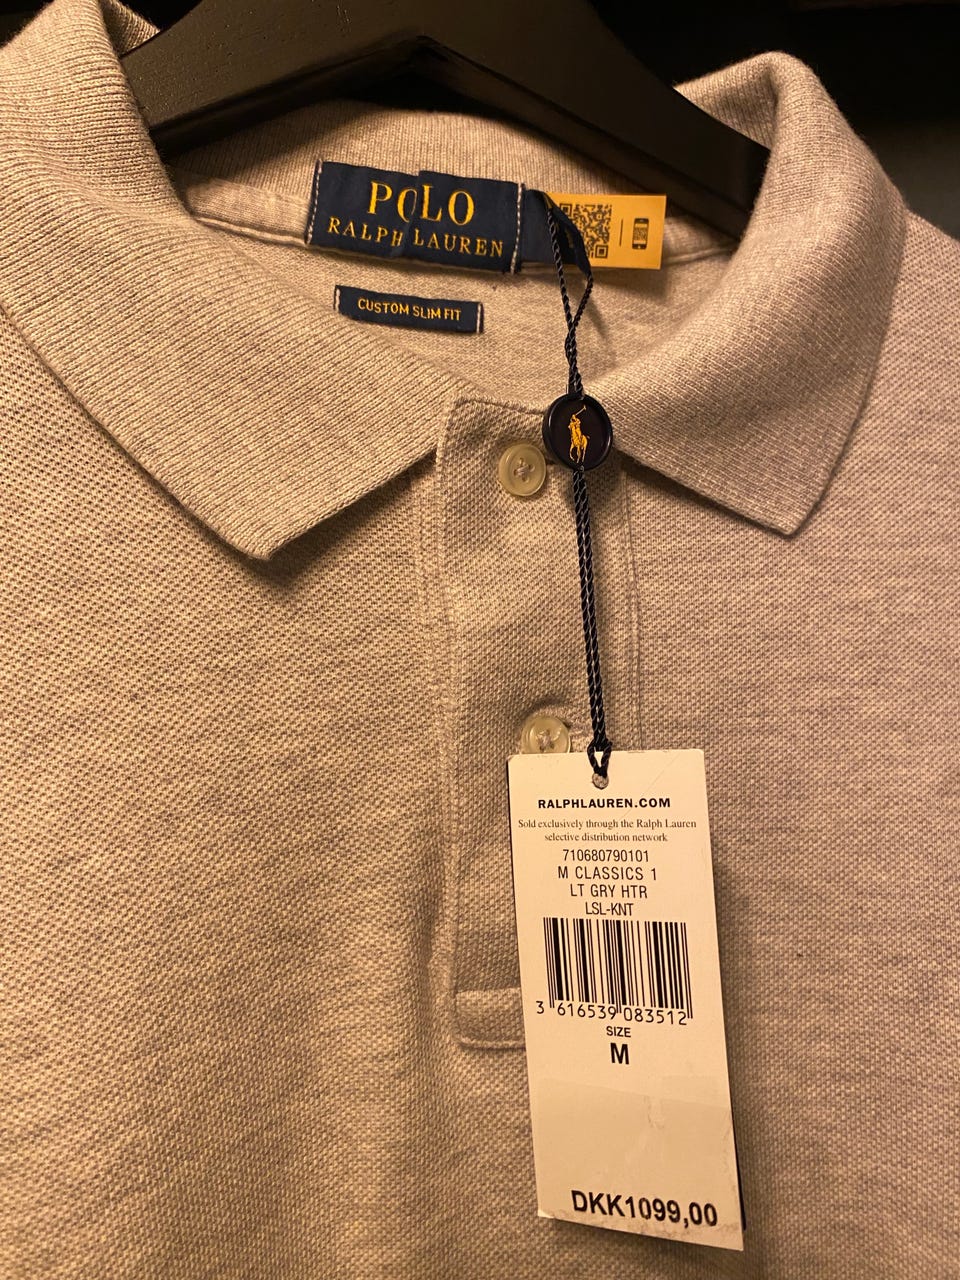 POLO
RALPH LAUREN
CUSTOM SLIM FIT
RALPHLAUREN.COM
Sold exclusively through the Ralph Lauren
selective distribution network
710680790101
M CLASSICS 1
LT GRY HTR
LSL-KNT
3 616539 083512
SIZE
M
DKK1099,00